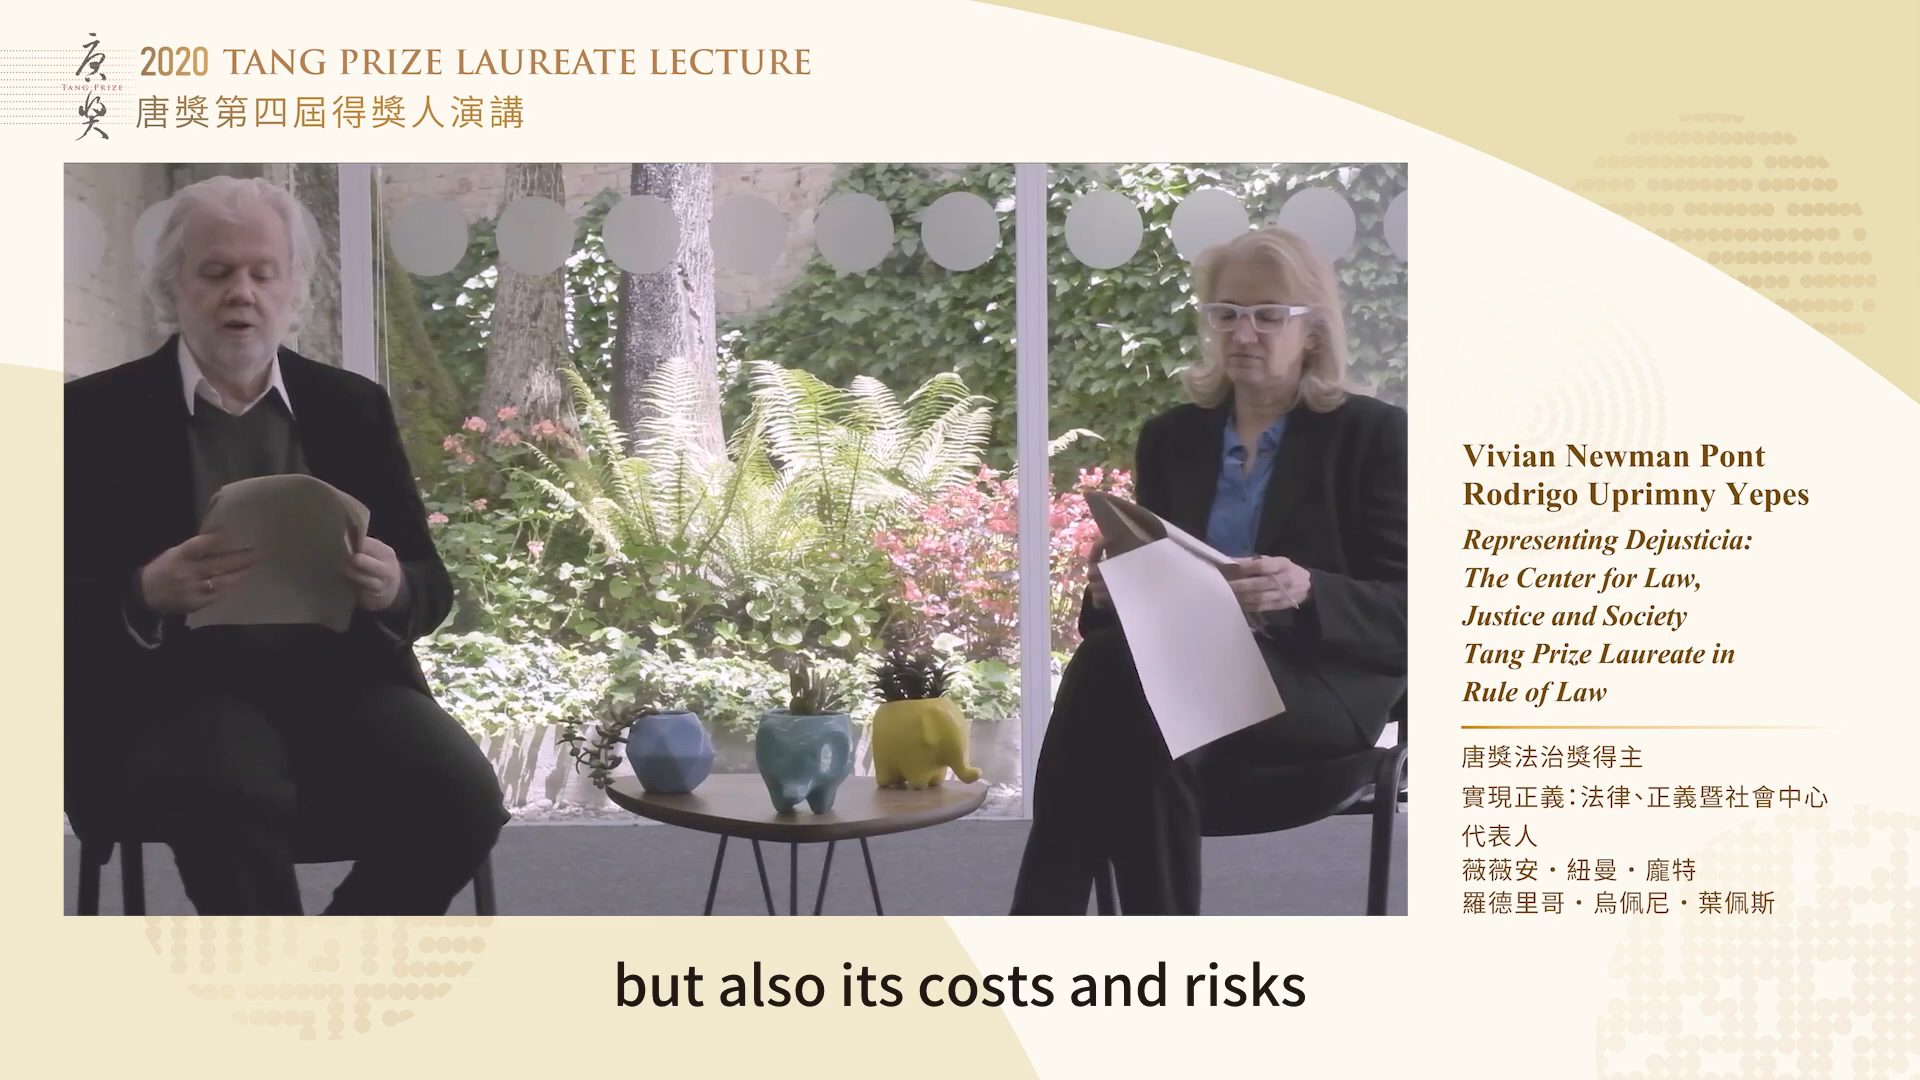 唐獎
TANG PRIZE
2020 TANG PRIZE LAUREATE LECTURE
唐獎第四屆得獎人演講
Vivian Newman Pont
Rodrigo Uprimny Yepes
Representing Dejusticia:
The Center for Law,
Justice and Society
Tang Prize Laureate in
Rule of Law
唐獎法治獎得主
實現正義：法律、正義暨社會中心
代表人
薇薇安・紐曼・龐特
羅德里哥・烏佩尼・葉佩斯
but also its costs and risks